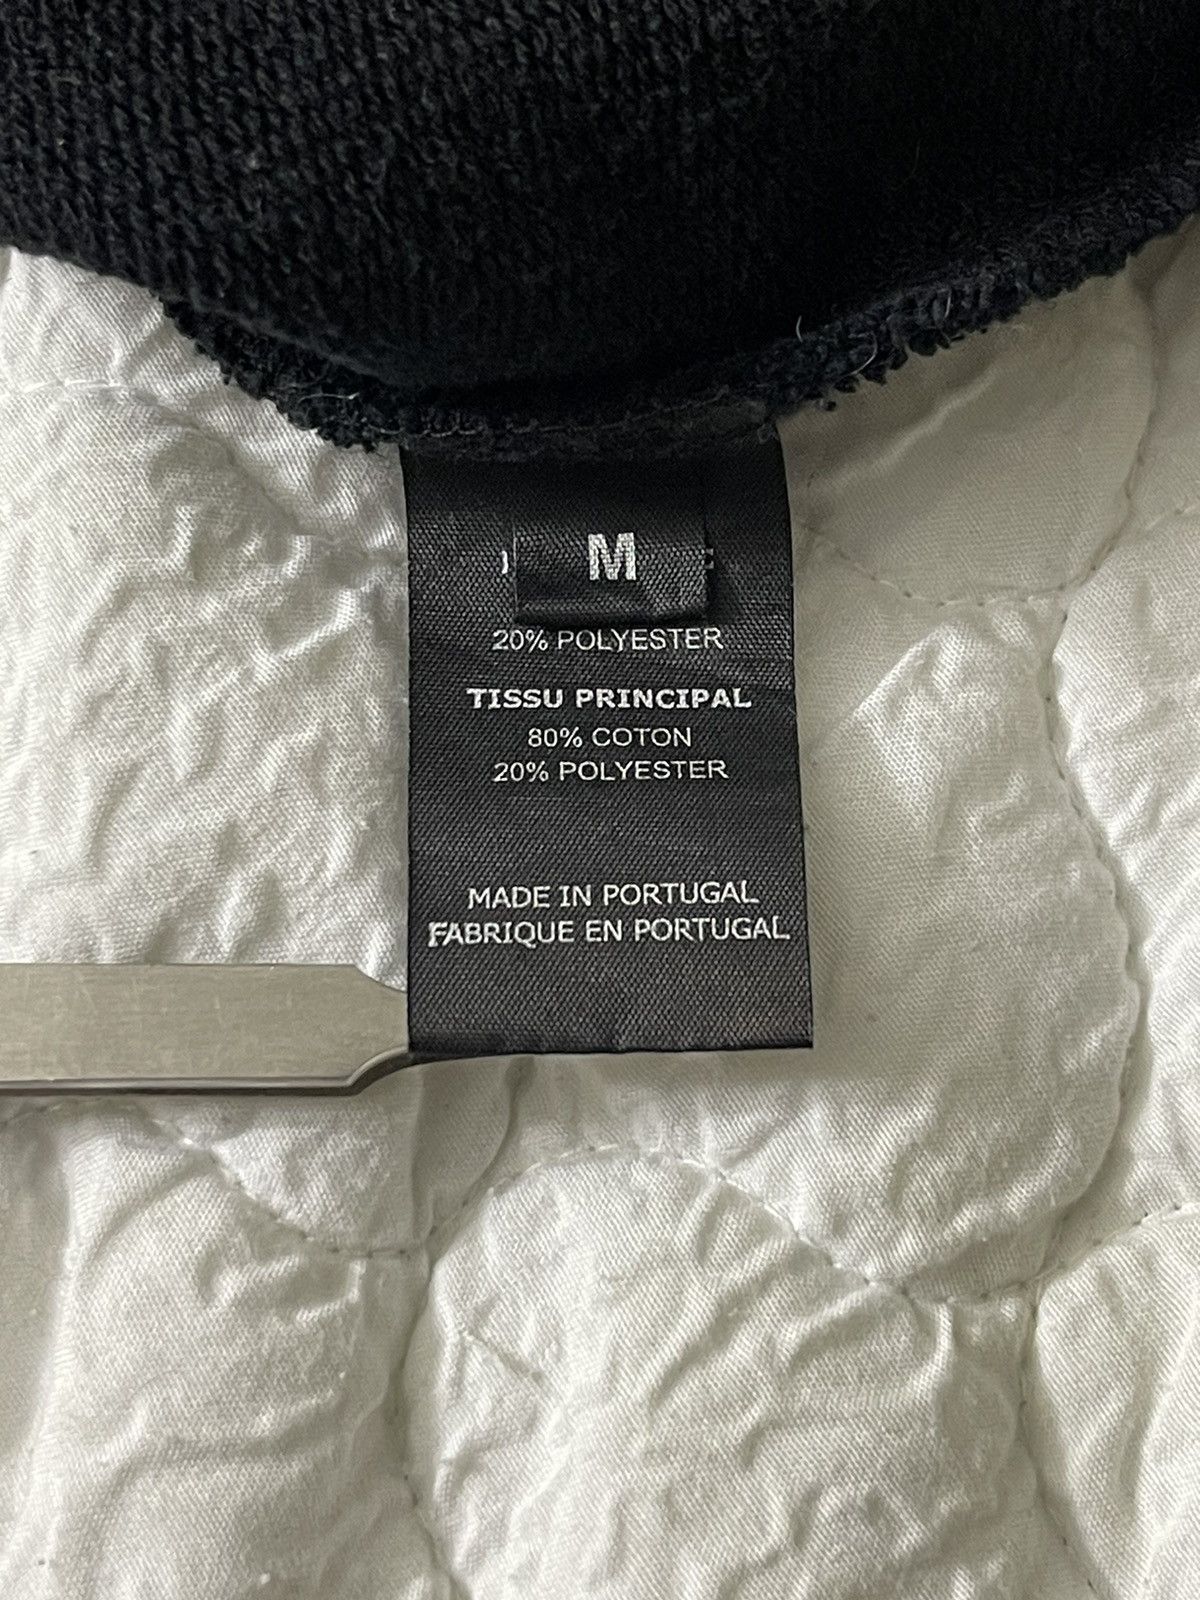 M
20% POLYESTER
TISSU PRINCIPAL
80% COTON
20% POLYESTER
MADE IN PORTUGAL
FABRIQUE EN PORTUGAL